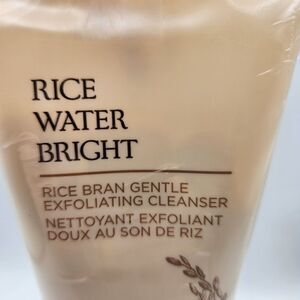 RICE
WATER
BRIGHT
RICE BRAN GENTLE
EXFOLIATING CLEANSER
NETTOYANT EXFOLIANT
DOUX AU SON DE RIZ